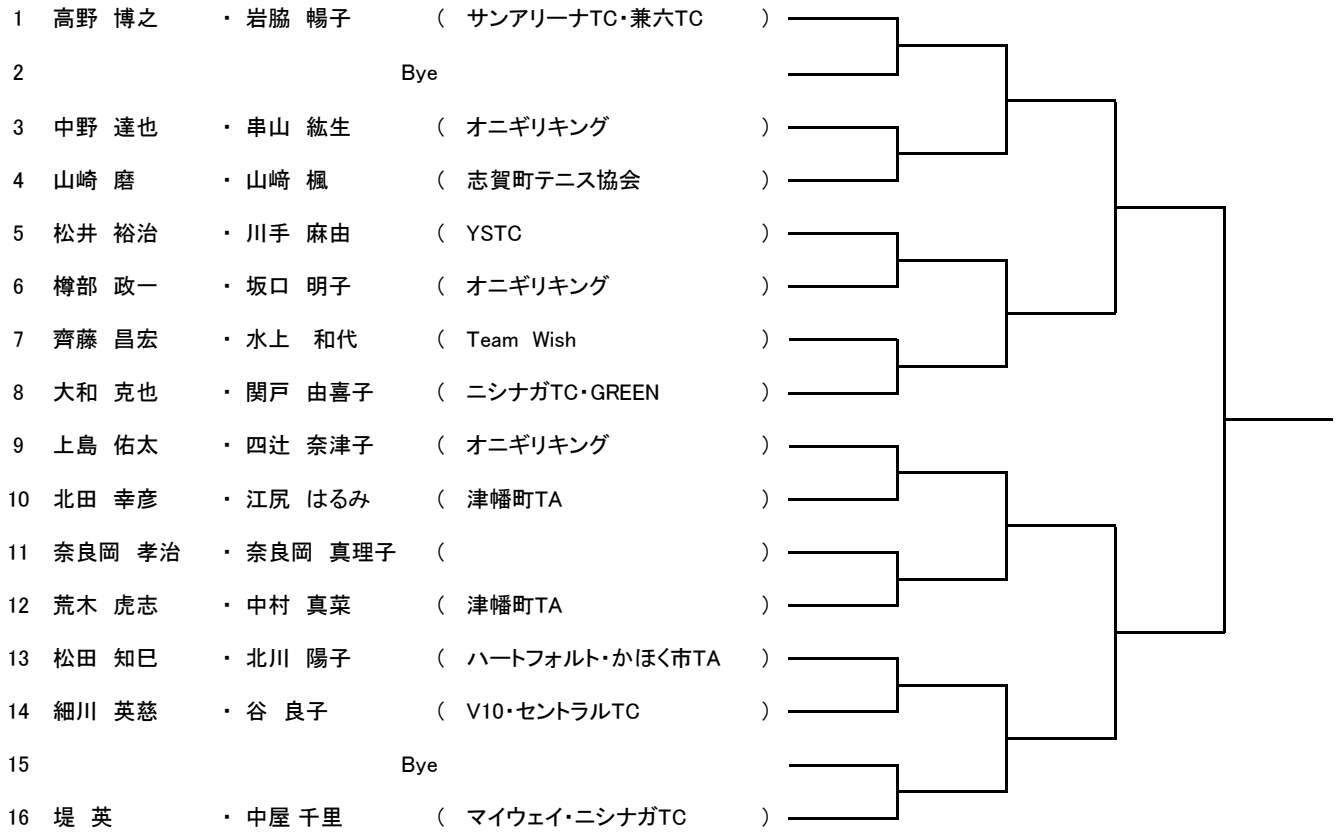 1 高野 博之 ・ 岩脇 暢子 ( サンアリーナTC・兼六TC )
2 Bye
3 中野 達也 ・ 串山 紘生 ( オニギリキング )
4 山崎 磨 ・ 山﨑 楓 ( 志賀町テニス協会 )
5 松井 裕治 ・ 川手 麻由 ( YSTC )
6 樽部 政一 ・ 坂口 明子 ( オニギリキング )
7 齊藤 昌宏 ・ 水上 和代 ( Team Wish )
8 大和 克也 ・ 関戸 由喜子 ( ニシナガTC・GREEN )
9 上島 佑太 ・ 四辻 奈津子 ( オニギリキング )
10 北田 幸彦 ・ 江尻 はるみ ( 津幡町TA )
11 奈良岡 孝治 ・ 奈良岡 真理子 ( )
12 荒木 虎志 ・ 中村 真菜 ( 津幡町TA )
13 松田 知巳 ・ 北川 陽子 ( ハートフォルト・かほく市TA )
14 細川 英慈 ・ 谷 良子 ( V10・セントラルTC )
15 Bye
16 堤 英 ・ 中屋 千里 ( マイウェイ・ニシナガTC )